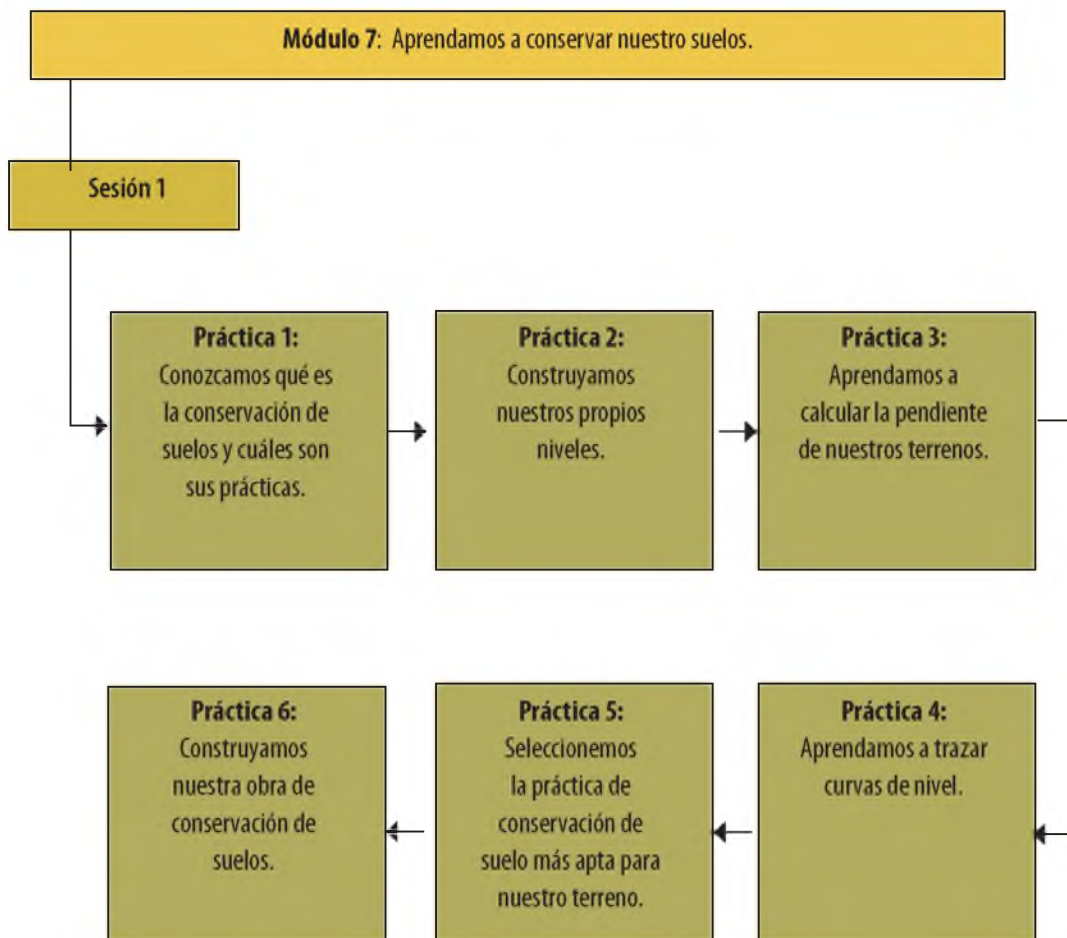 Módulo 7: Aprendamos a conservar nuestro suelos.
Sesión 1
Práctica 1:
Conozcamos qué es
la conservación de
suelos y cuáles son
sus prácticas.
Práctica 2:
Construyamos
nuestros propios
niveles.
Práctica 3:
Aprendamos a
calcular la pendiente
de nuestros terrenos.
Práctica 4:
Aprendamos a trazar
curvas de nivel.
Práctica 5:
Seleccionemos
la práctica de
conservación de
suelo más apta para
nuestro terreno.
Práctica 6:
Construyamos
nuestra obra de
conservación de
suelos.